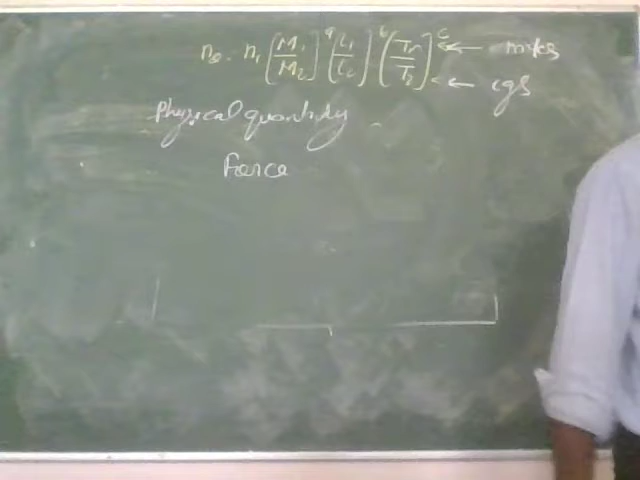 n₂ = n₁ [M₁/M₂]ᵃ [L₁/L₂]ᵇ [T₁/T₂]ᶜ ← mks
← cgs
Physical quantity
Force